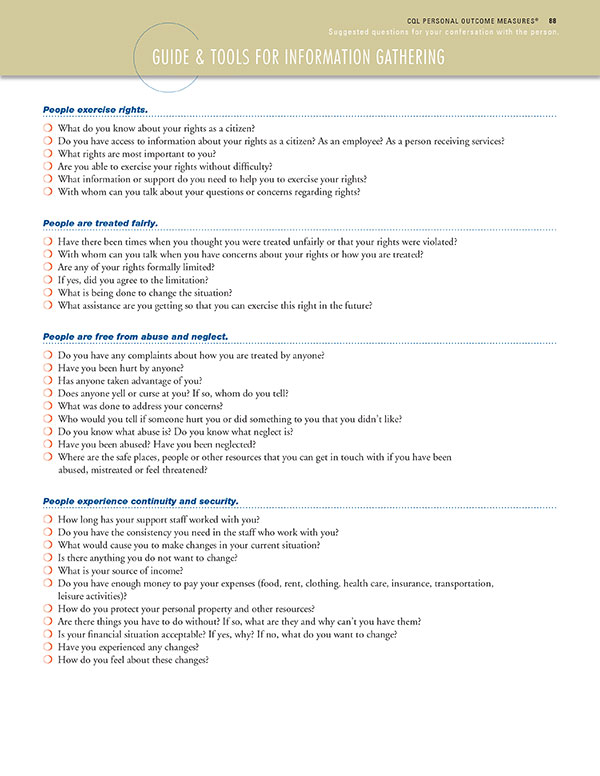 CQL PERSONAL OUTCOME MEASURES® 88
Suggested questions for your confersation with the person.
GUIDE & TOOLS FOR INFORMATION GATHERING
People exercise rights.
❍ What do you know about your rights as a citizen?
❍ Do you have access to information about your rights as a citizen? As an employee? As a person receiving services?
❍ What rights are most important to you?
❍ Are you able to exercise your rights without difficulty?
❍ What information or support do you need to help you to exercise your rights?
❍ With whom can you talk about your questions or concerns regarding rights?
People are treated fairly.
❍ Have there been times when you thought you were treated unfairly or that your rights were violated?
❍ With whom can you talk when you have concerns about your rights or how you are treated?
❍ Are any of your rights formally limited?
❍ If yes, did you agree to the limitation?
❍ What is being done to change the situation?
❍ What assistance are you getting so that you can exercise this right in the future?
People are free from abuse and neglect.
❍ Do you have any complaints about how you are treated by anyone?
❍ Have you been hurt by anyone?
❍ Has anyone taken advantage of you?
❍ Does anyone yell or curse at you? If so, whom do you tell?
❍ What was done to address your concerns?
❍ Who would you tell if someone hurt you or did something to you that you didn't like?
❍ Do you know what abuse is? Do you know what neglect is?
❍ Have you been abused? Have you been neglected?
❍ Where are the safe places, people or other resources that you can get in touch with if you have been
abused, mistreated or feel threatened?
People experience continuity and security.
❍ How long has your support staff worked with you?
❍ Do you have the consistency you need in the staff who work with you?
❍ What would cause you to make changes in your current situation?
❍ Is there anything you do not want to change?
❍ What is your source of income?
❍ Do you have enough money to pay your expenses (food, rent, clothing, health care, insurance, transportation,
leisure activities)?
❍ How do you protect your personal property and other resources?
❍ Are there things you have to do without? If so, what are they and why can't you have them?
❍ Is your financial situation acceptable? If yes, why? If no, what do you want to change?
❍ Have you experienced any changes?
❍ How do you feel about these changes?